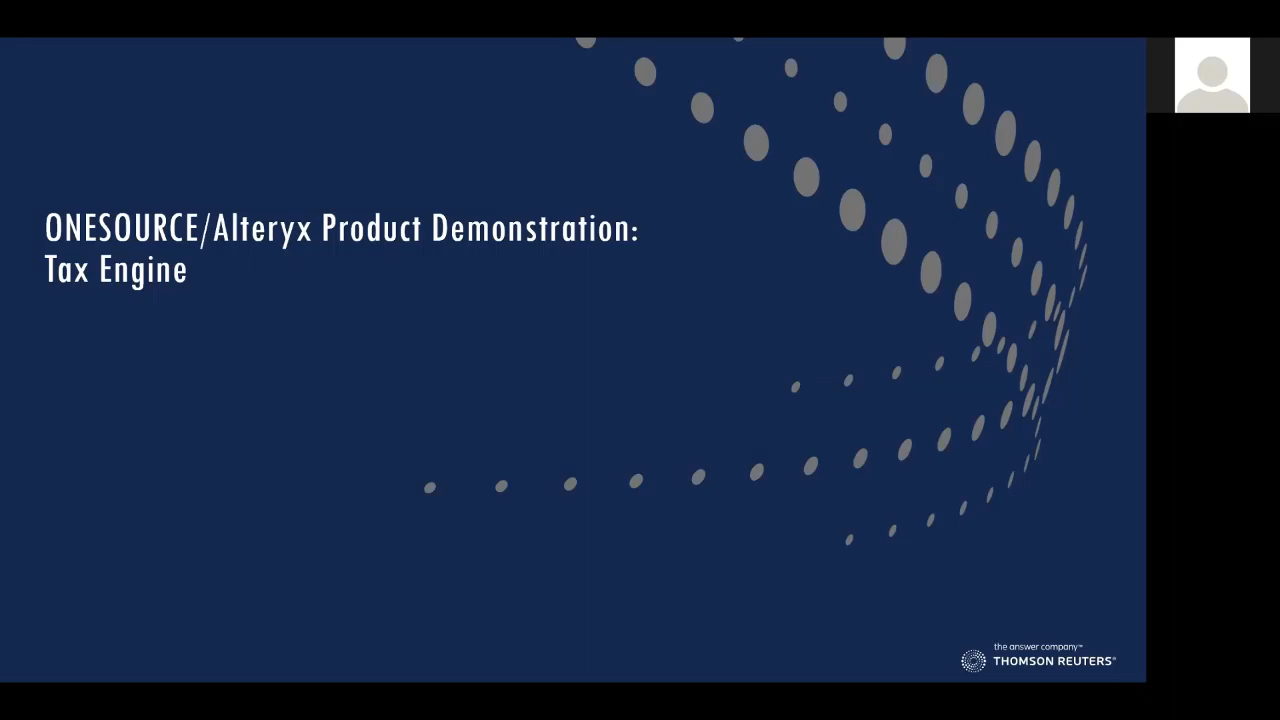 ONESOURCE/Alteryx Product Demonstration:
Tax Engine
the answer company™
THOMSON REUTERS®